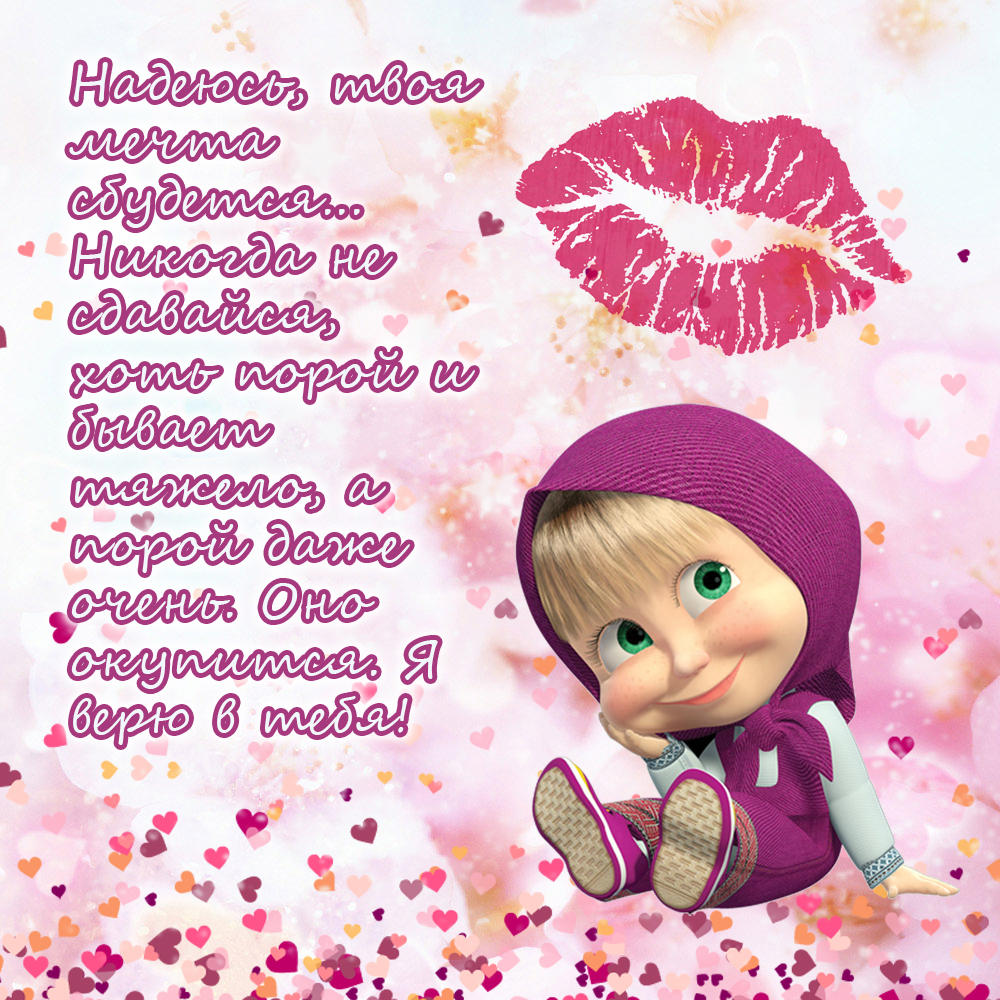 Надеюсь, твоя
мечта
сбудется...
Никогда не
сдавайся,
хоть порой и
бывает
тяжело, а
порой даже
очень. Оно
окупится. Я
верю в тебя!